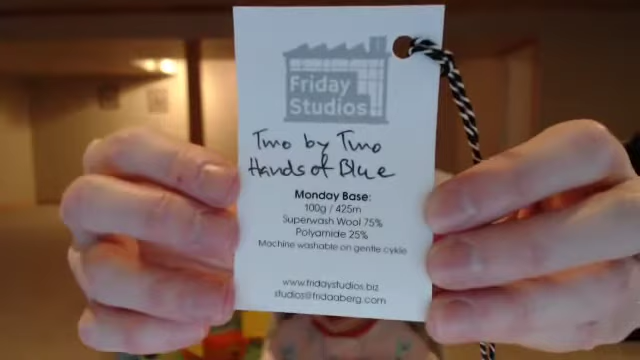 Friday
Studios
Two by Two
Hands of Blue
Monday Base:
100g / 425m
Superwash Wool 75%
Polyamide 25%
Machine washable on gentle cykle
www.fridaystudios.biz
studios@fridaaberg.com